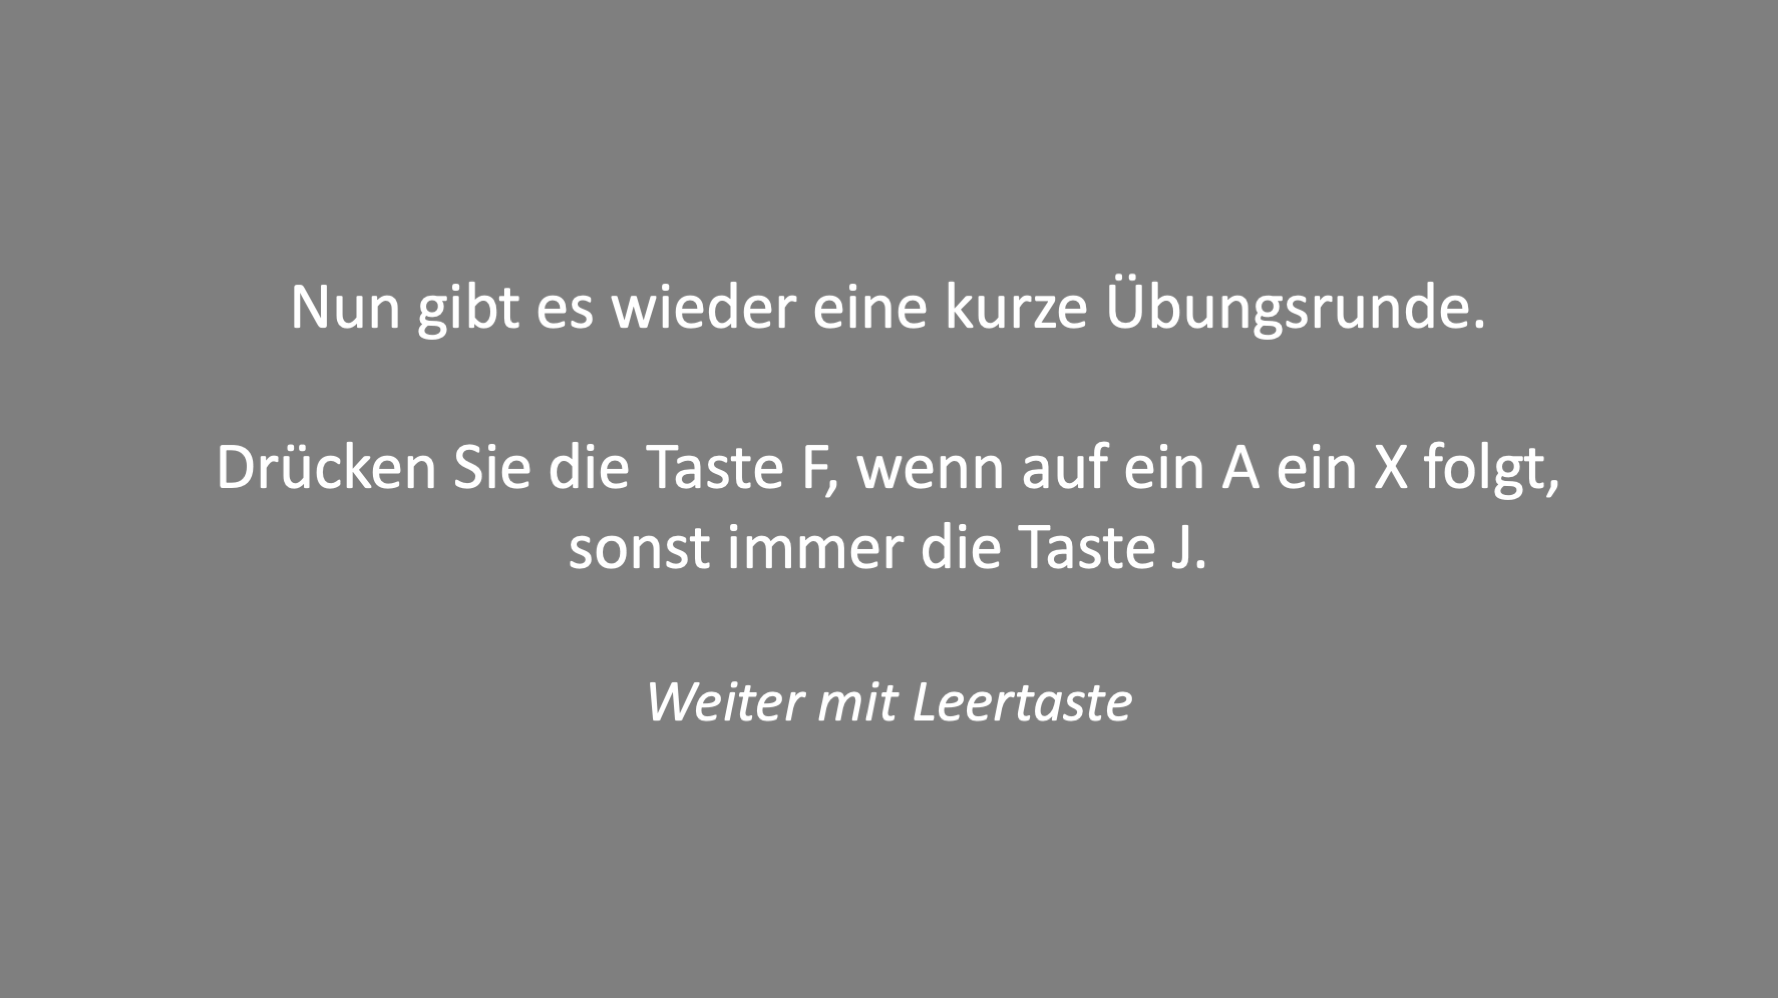 Nun gibt es wieder eine kurze Übungsrunde.
Drücken Sie die Taste F, wenn auf ein A ein X folgt,
sonst immer die Taste J.
Weiter mit Leertaste